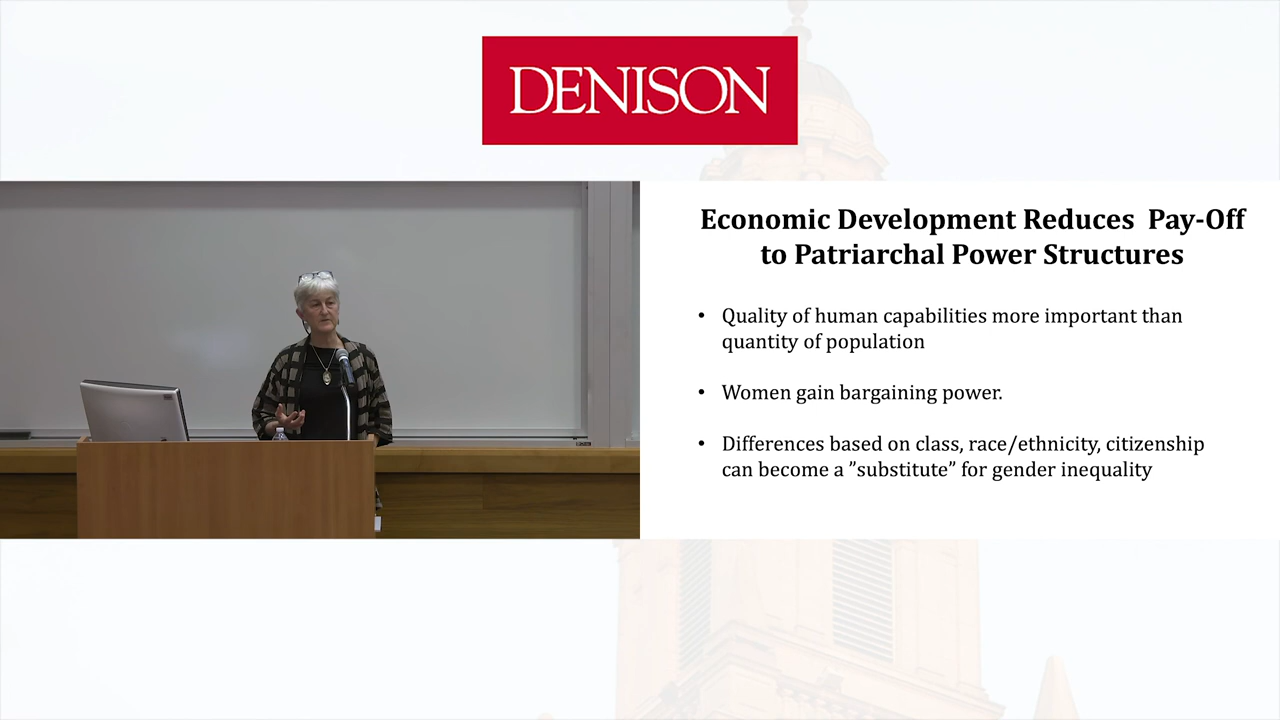 DENISON
Economic Development Reduces  Pay-Off
to Patriarchal Power Structures
• Quality of human capabilities more important than
quantity of population
• Women gain bargaining power.
• Differences based on class, race/ethnicity, citizenship
can become a ”substitute” for gender inequality